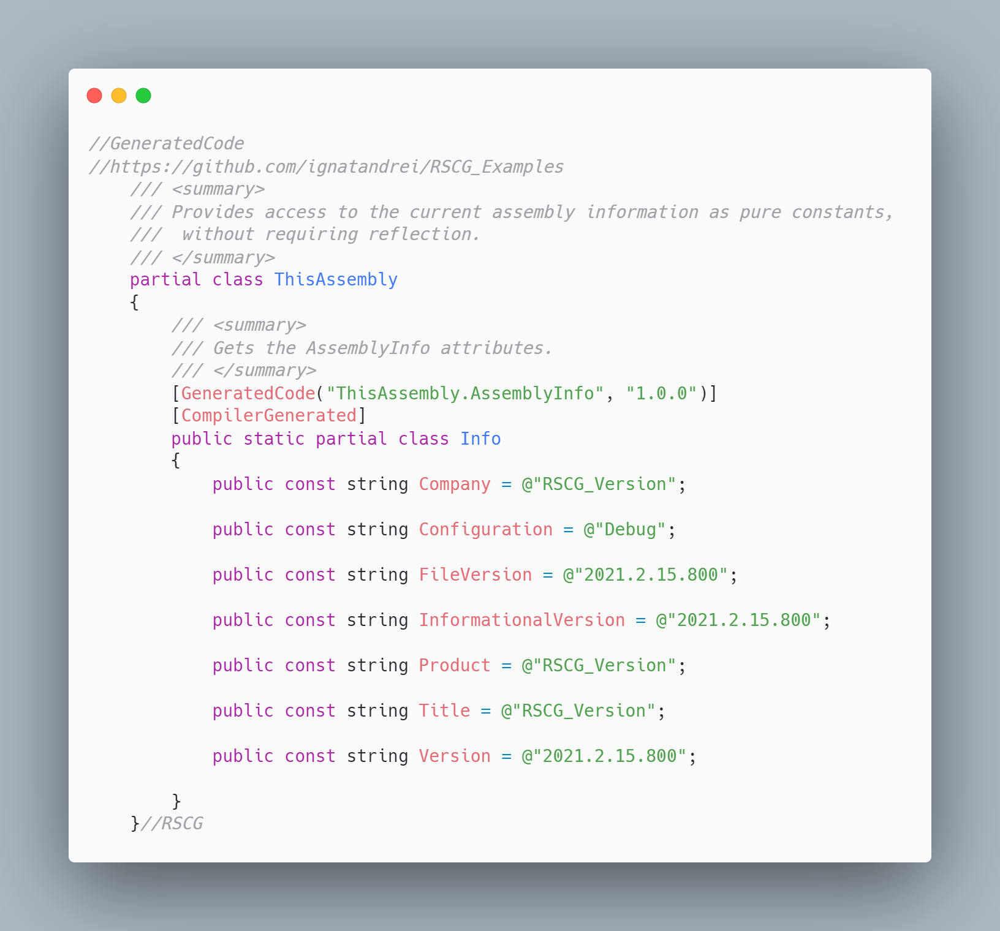 //GeneratedCode
//https://github.com/ignatandrei/RSCG_Examples
    /// <summary>
    /// Provides access to the current assembly information as pure constants,
    ///  without requiring reflection.
    /// </summary>
    partial class ThisAssembly
    {
        /// <summary>
        /// Gets the AssemblyInfo attributes.
        /// </summary>
        [GeneratedCode("ThisAssembly.AssemblyInfo", "1.0.0")]
        [CompilerGenerated]
        public static partial class Info
        {
            public const string Company = @"RSCG_Version";

            public const string Configuration = @"Debug";

            public const string FileVersion = @"2021.2.15.800";

            public const string InformationalVersion = @"2021.2.15.800";

            public const string Product = @"RSCG_Version";

            public const string Title = @"RSCG_Version";

            public const string Version = @"2021.2.15.800";

        }
    }//RSCG